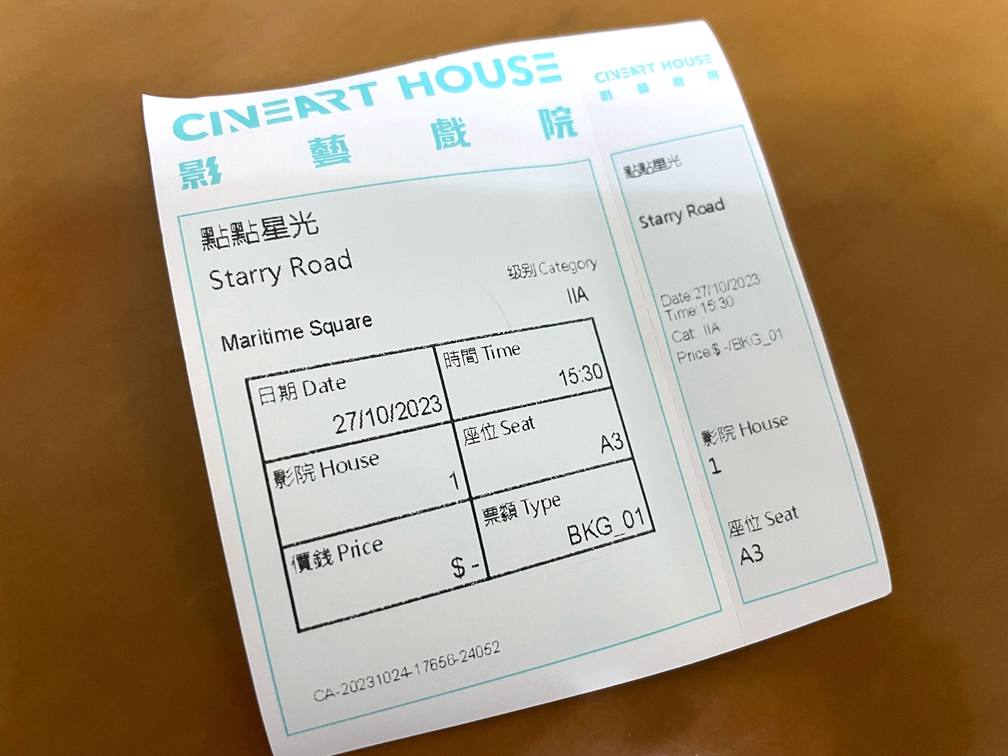 CINEART HOUSE
影藝戲院
點點星光
Starry Road
级别 Category
IIA
Maritime Square
日期 Date
27/10/2023
時間 Time
15:30
影院 House
1
座位 Seat
A3
價錢 Price
$ -
票類 Type
BKG_01
CA-20231024-17656-24052
CINEART HOUSE
影藝戲院
點點星光
Starry Road
Date:27/10/2023
Time:15:30
Cat: IIA
Price:$ -/BKG_01
影院 House
1
座位 Seat
A3